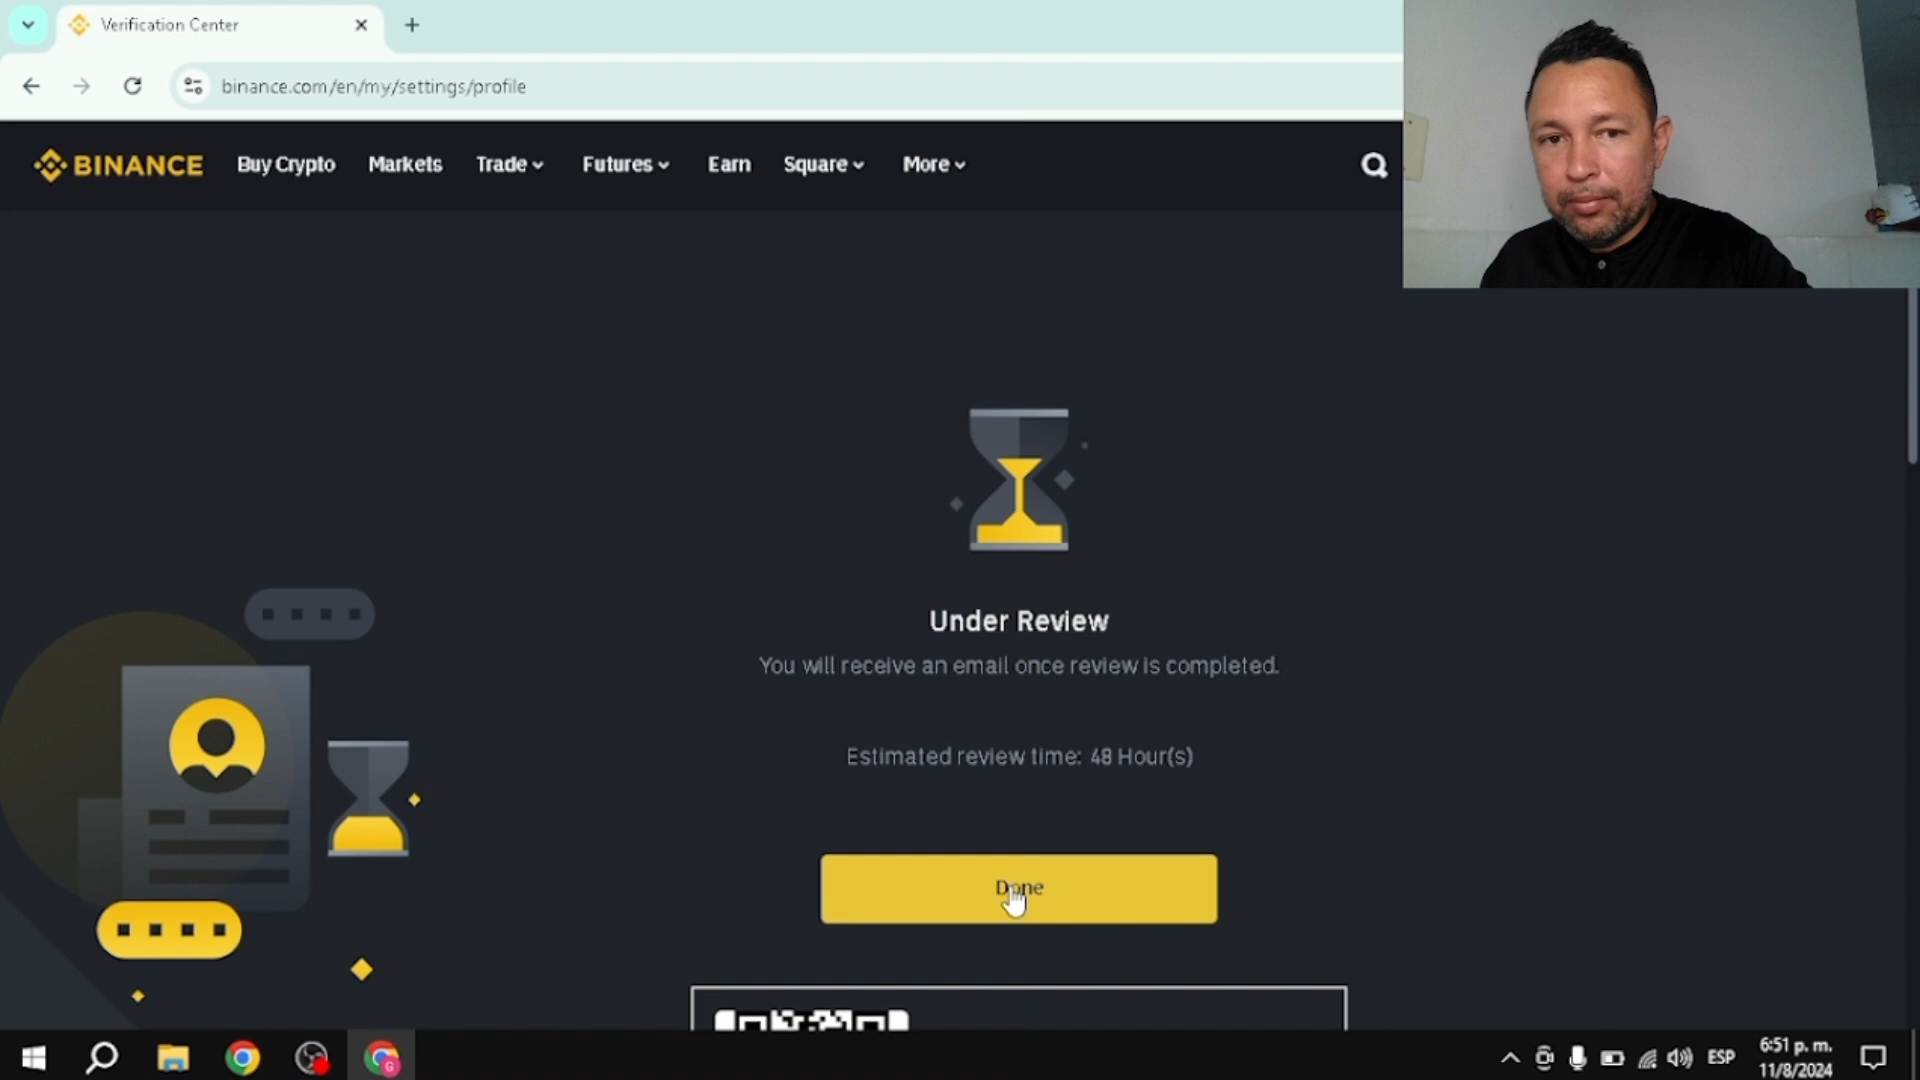 Verification Center
binance.com/en/my/settings/profile
BINANCE Buy Crypto Markets Trade Futures Earn Square More
Under Review
You will receive an email once review is completed.
Estimated review time: 48 Hour(s)
Done
ESP
6:51 p. m.
11/8/2024